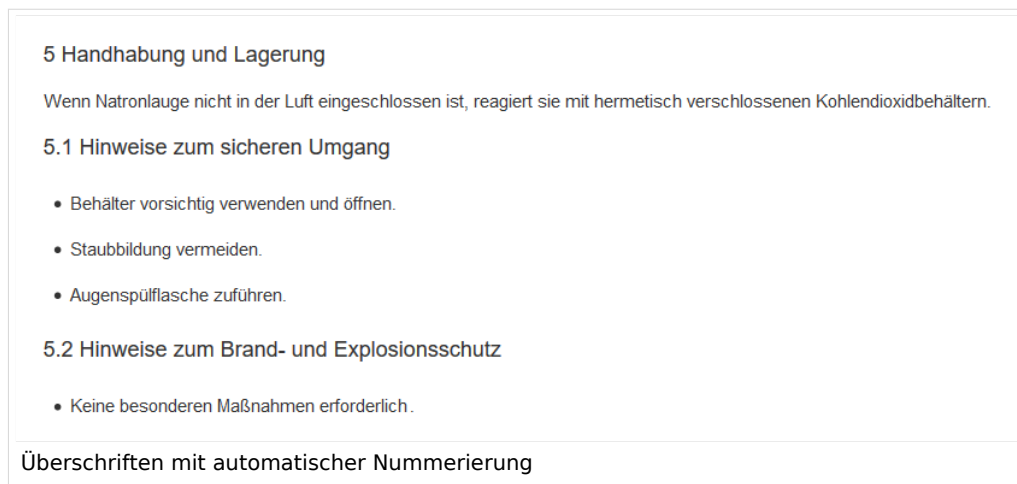 5 Handhabung und Lagerung
Wenn Natronlauge nicht in der Luft eingeschlossen ist, reagiert sie mit hermetisch verschlossenen Kohlendioxidbehältern.
5.1 Hinweise zum sicheren Umgang
• Behälter vorsichtig verwenden und öffnen.
• Staubbildung vermeiden.
• Augenspülflasche zuführen.
5.2 Hinweise zum Brand- und Explosionsschutz
• Keine besonderen Maßnahmen erforderlich.
Überschriften mit automatischer Nummerierung